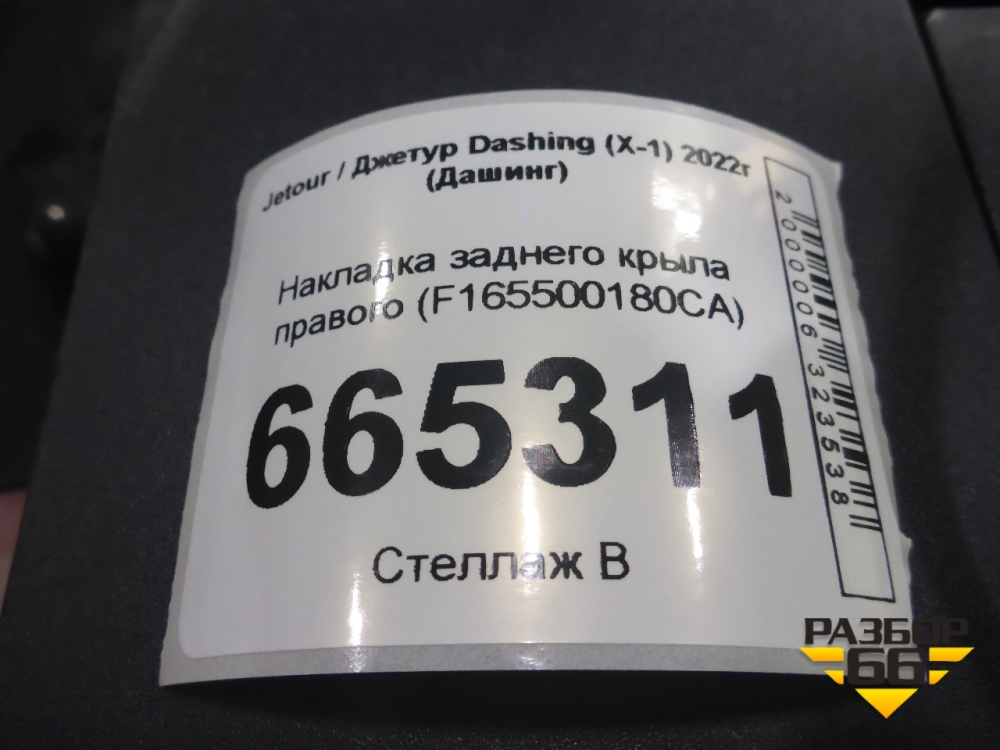 Jetour / Джетур Dashing (X-1) 2022г
(Дашинг)
Накладка заднего крыла
правого (F165500180CA)
665311
Стеллаж В
2000006323538
РАЗБОР
66